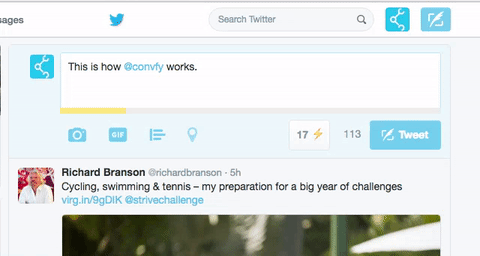 sages
Search Twitter
This is how @convfy works.
GIF
17
113
Tweet
Richard Branson @richardbranson · 5h
Cycling, swimming & tennis – my preparation for a big year of challenges
virg.in/9gDIK @strivechallenge